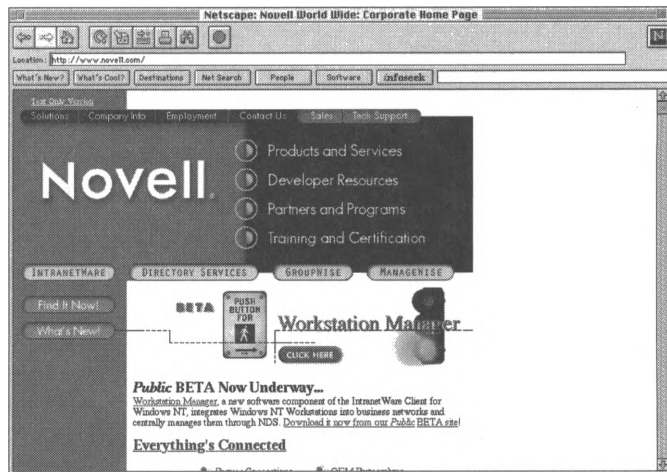 Netscape: Novell World Wide: Corporate Home Page
N
Location: http://www.novell.com/
What's New? What's Cool? Destinations Net Search People Software infoseek
Text Only Version
Solutions Company Info Employment Contact Us Sales Tech Support
Novell
Products and Services
Developer Resources
Partners and Programs
Training and Certification
INTRANETWARE DIRECTORY SERVICES GROUPWISE MANAGEWISE
Find It Now!
What's New!
BETA
PUSH
BUTTON
FOR
Workstation Manager
CLICK HERE
Public BETA Now Underway...
Workstation Manager, a new software component of the IntranetWare Client for
Windows NT, integrates Windows NT Workstations into business networks and
centrally manages them through NDS. Download it now from our Public BETA site!
Everything's Connected